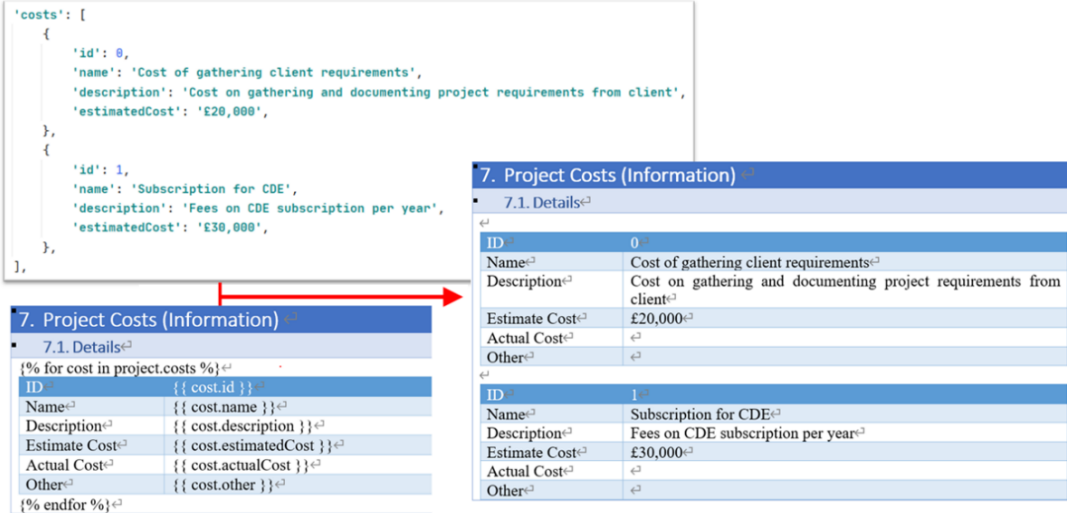 'costs': [
{
'id': 0,
'name': 'Cost of gathering client requirements',
'description': 'Cost on gathering and documenting project requirements from client',
'estimatedCost': '£20,000',
},
{
'id': 1,
'name': 'Subscription for CDE',
'description': 'Fees on CDE subscription per year',
'estimatedCost': '£30,000',
},
],
7. Project Costs (Information)
7.1. Details
{% for cost in project.costs %}
ID {{ cost.id }}
Name {{ cost.name }}
Description {{ cost.description }}
Estimate Cost {{ cost.estimatedCost }}
Actual Cost {{ cost.actualCost }}
Other {{ cost.other }}
{% endfor %}
7. Project Costs (Information)
7.1. Details
ID 0
Name Cost of gathering client requirements
Description Cost on gathering and documenting project requirements from
client
Estimate Cost £20,000
Actual Cost
Other
ID 1
Name Subscription for CDE
Description Fees on CDE subscription per year
Estimate Cost £30,000
Actual Cost
Other